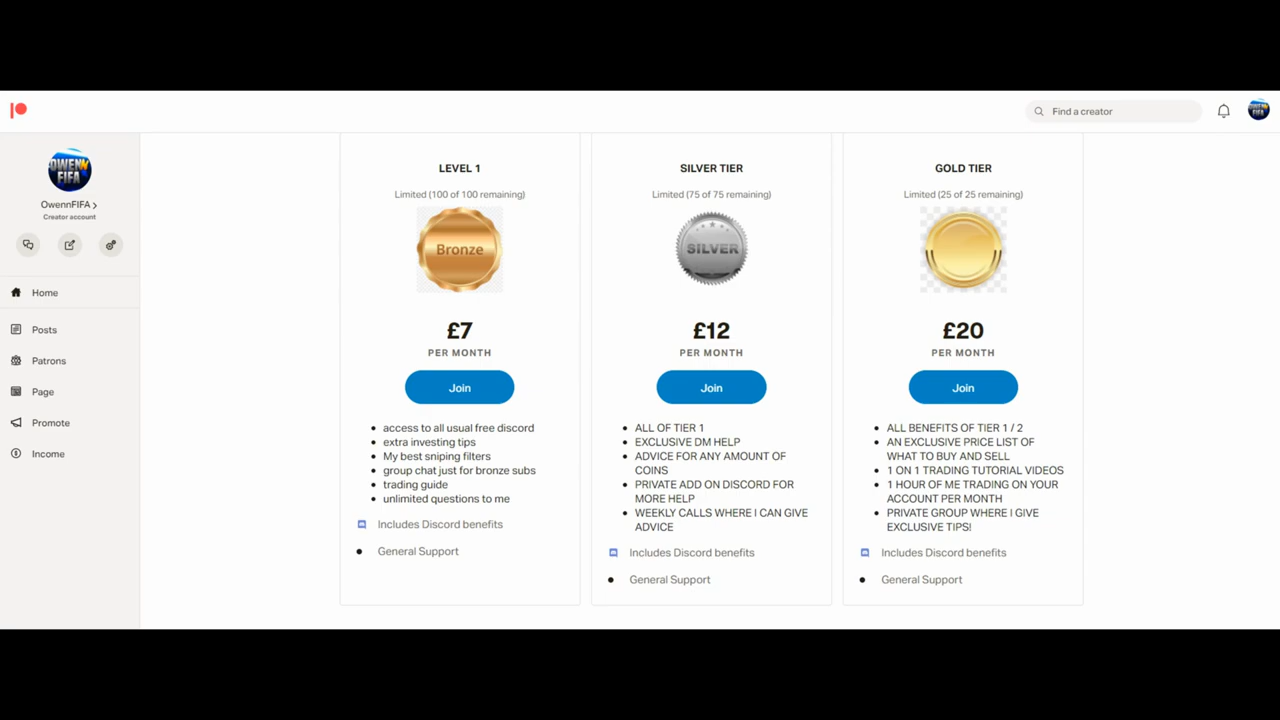 Find a creator
OWENN
FIFA
OwennFIFA
Creator account
Home
Posts
Patrons
Page
Promote
Income
LEVEL 1
Limited (100 of 100 remaining)
Bronze
£7
PER MONTH
Join
• access to all usual free discord
• extra investing tips
• My best sniping filters
• group chat just for bronze subs
• trading guide
• unlimited questions to me
Includes Discord benefits
• General Support
SILVER TIER
Limited (75 of 75 remaining)
SILVER
£12
PER MONTH
Join
• ALL OF TIER 1
• EXCLUSIVE DM HELP
• ADVICE FOR ANY AMOUNT OF
COINS
• PRIVATE ADD ON DISCORD FOR
MORE HELP
• WEEKLY CALLS WHERE I CAN GIVE
ADVICE
Includes Discord benefits
• General Support
GOLD TIER
Limited (25 of 25 remaining)
£20
PER MONTH
Join
• ALL BENEFITS OF TIER 1 / 2
• AN EXCLUSIVE PRICE LIST OF
WHAT TO BUY AND SELL
• 1 ON 1 TRADING TUTORIAL VIDEOS
• 1 HOUR OF ME TRADING ON YOUR
ACCOUNT PER MONTH
• PRIVATE GROUP WHERE I GIVE
EXCLUSIVE TIPS!
Includes Discord benefits
• General Support